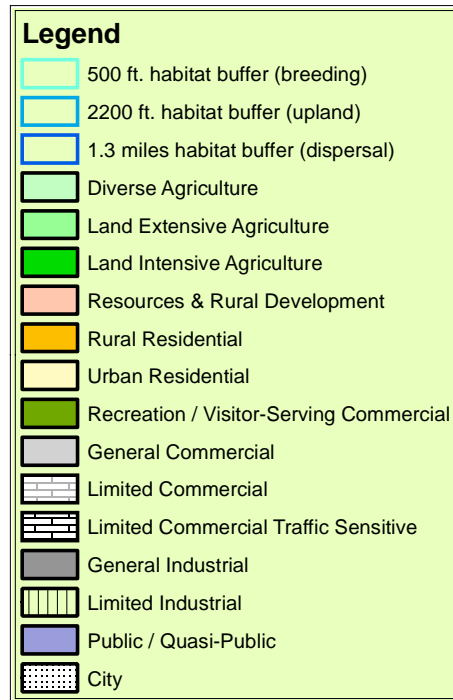 Legend
500 ft. habitat buffer (breeding)
2200 ft. habitat buffer (upland)
1.3 miles habitat buffer (dispersal)
Diverse Agriculture
Land Extensive Agriculture
Land Intensive Agriculture
Resources & Rural Development
Rural Residential
Urban Residential
Recreation / Visitor-Serving Commercial
General Commercial
Limited Commercial
Limited Commercial Traffic Sensitive
General Industrial
Limited Industrial
Public / Quasi-Public
City